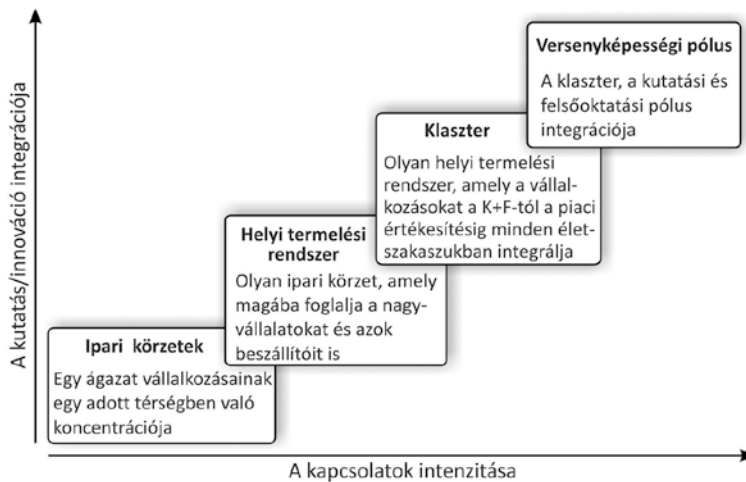 A kutatás/innováció integrációja
Versenyképességi pólus
A klaszter, a kutatási és
felsőoktatási pólus
integrációja
Klaszter
Olyan helyi termelési
rendszer, amely a vállal-
kozásokat a K+F-tól a piaci
értékesítésig minden élet-
szakaszukban integrálja
Helyi termelési
rendszer
Olyan ipari körzet, amely
magába foglalja a nagy-
vállalatokat és azok
beszállítóit is
Ipari körzetek
Egy ágazat vállalkozásainak
egy adott térségben való
koncentrációja
A kapcsolatok intenzitása